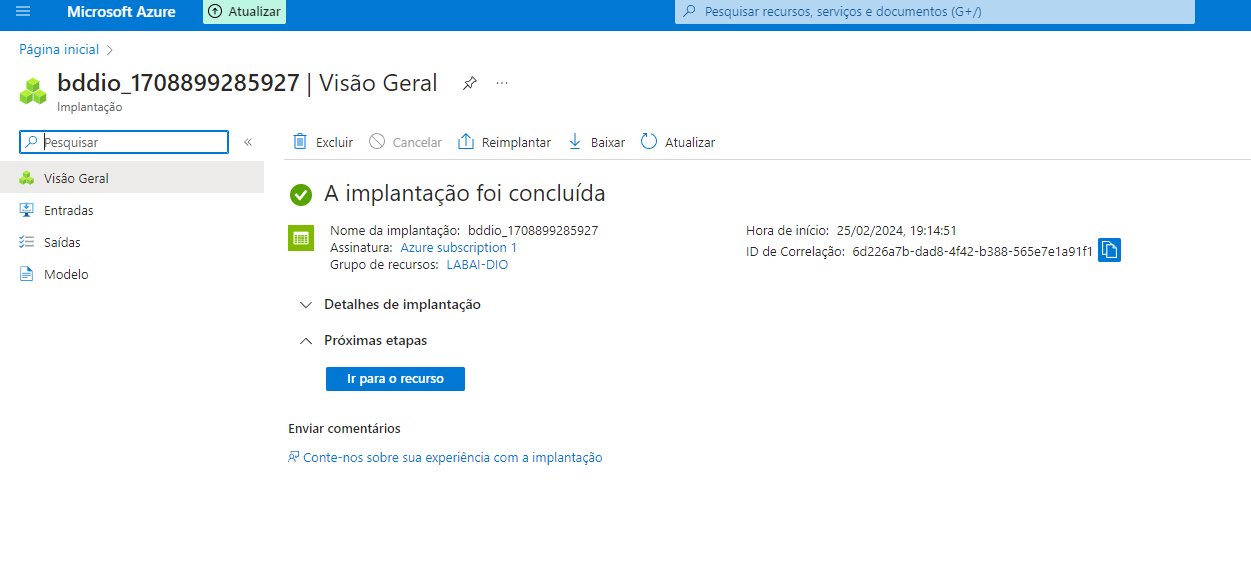 Microsoft Azure
Atualizar
Pesquisar recursos, serviços e documentos (G+/)
Página inicial
bddio_1708899285927 | Visão Geral
...
Implantação
Pesquisar
«
Excluir
Cancelar
Reimplantar
Baixar
Atualizar
Visão Geral
Entradas
Saídas
Modelo
A implantação foi concluída
Nome da implantação: bddio_1708899285927
Assinatura: Azure subscription 1
Grupo de recursos: LABAI-DIO
Hora de início: 25/02/2024, 19:14:51
ID de Correlação: 6d226a7b-dad8-4f42-b388-565e7e1a91f1
Detalhes de implantação
Próximas etapas
Ir para o recurso
Enviar comentários
Conte-nos sobre sua experiência com a implantação